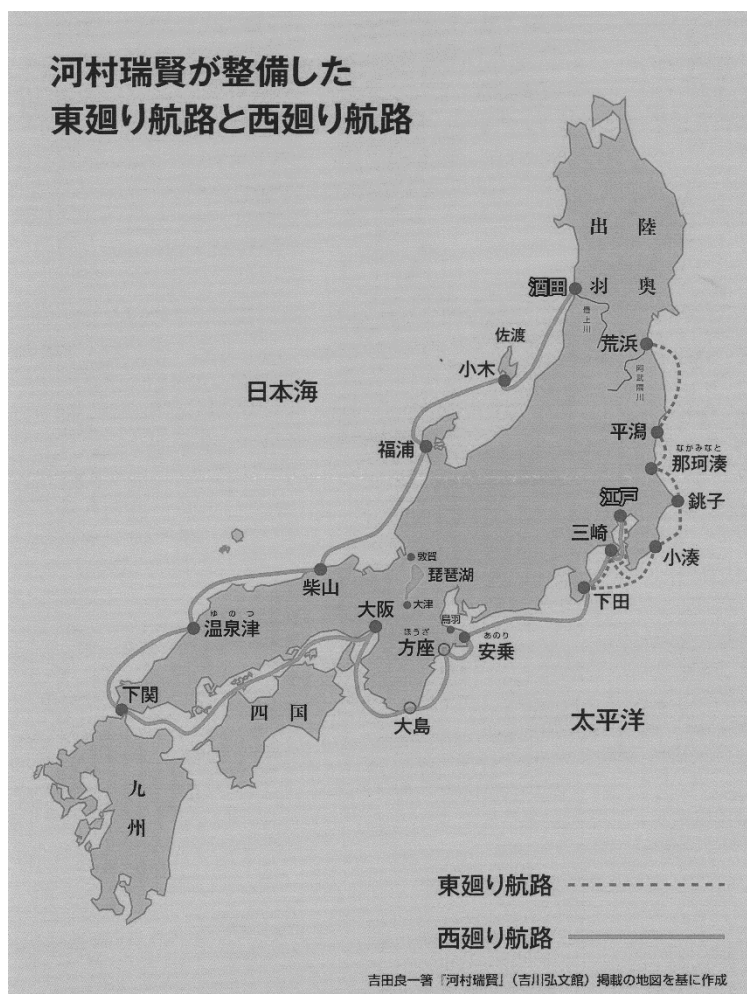 河村瑞賢が整備した
東廻り航路と西廻り航路
出羽
陸奥
酒田
最上川
荒浜
佐渡
小木
阿武隈川
日本海
平潟
福浦
なかみなと
那珂湊
江戸
銚子
三崎
小湊
敦賀
琵琶湖
柴山
下田
大津
大阪
ゆのつ
温泉津
鳥羽
ほうざ
方座
あのり
安乗
下関
四国
大島
太平洋
九州
東廻り航路
西廻り航路
吉田良一著『河村瑞賢』（吉川弘文館）掲載の地図を基に作成